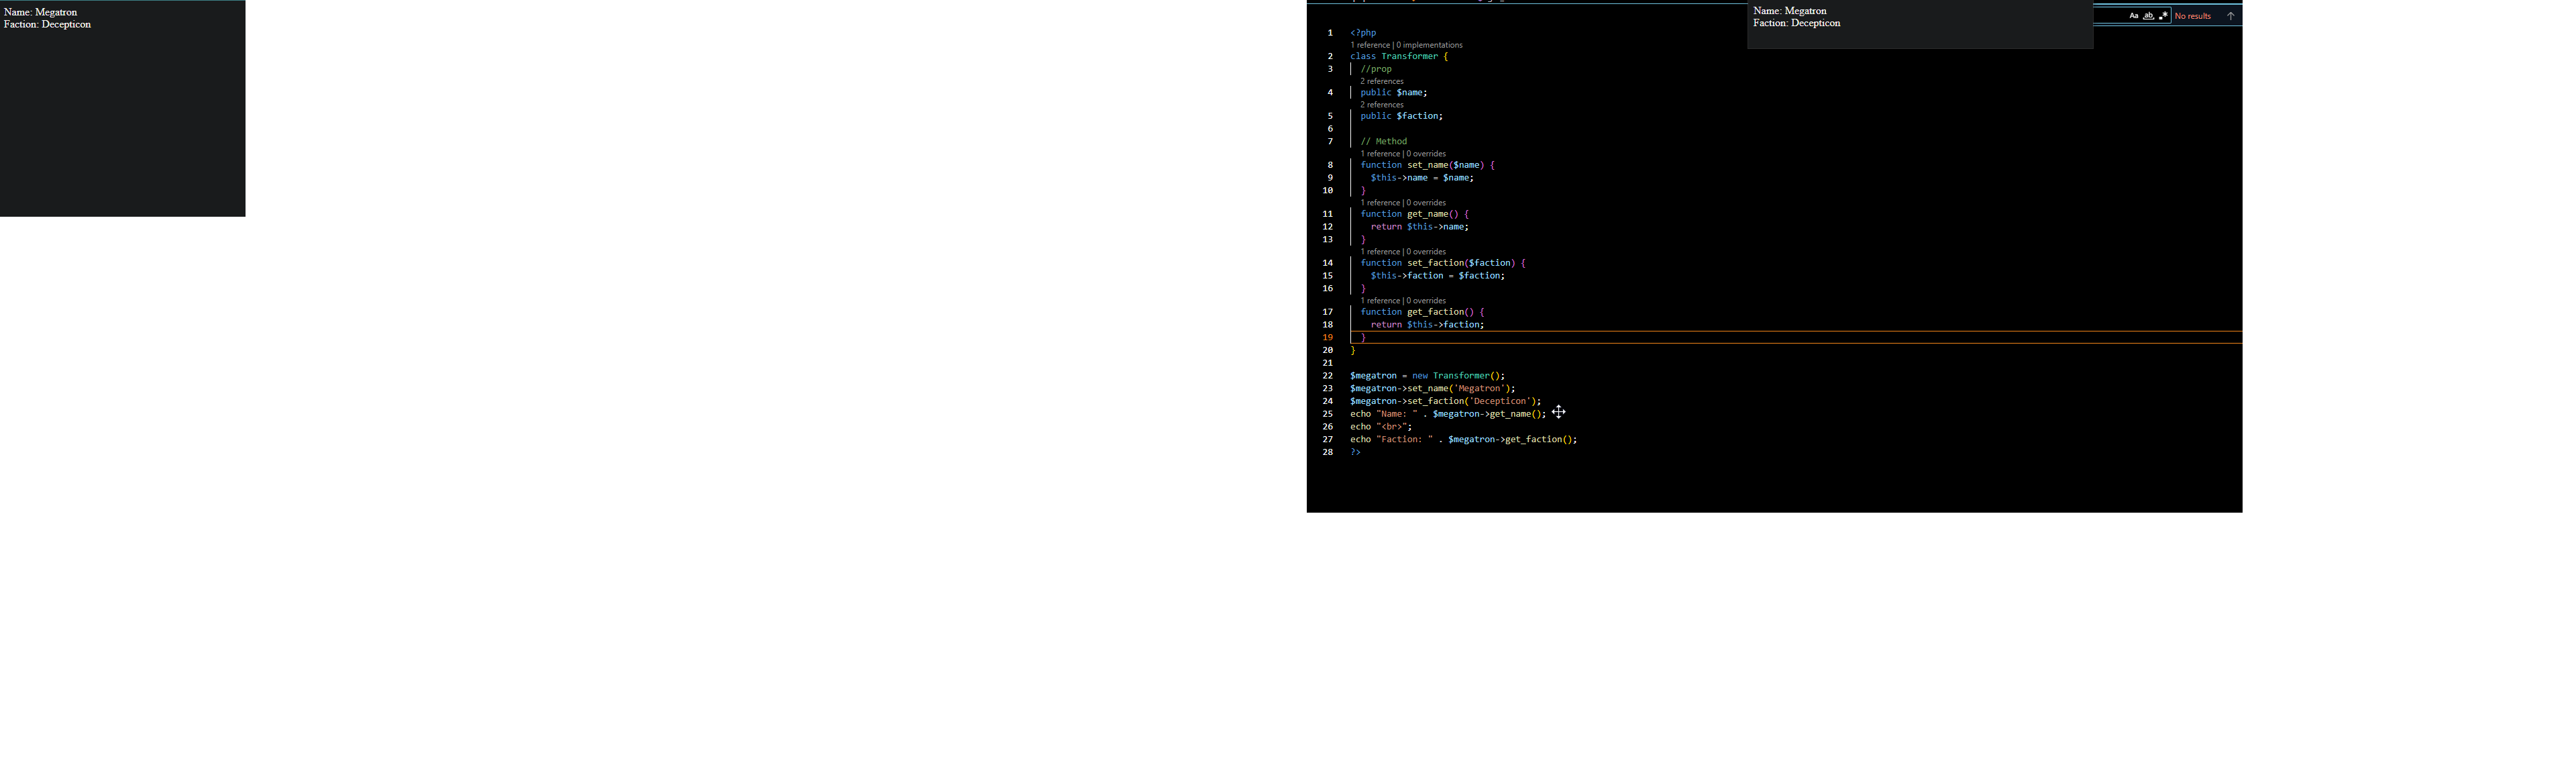 Name: Megatron
Faction: Decepticon
Name: Megatron
Faction: Decepticon
Aa ab .* No results
1 <?php
1 reference | 0 implementations
2 class Transformer {
3 //prop
2 references
4 public $name;
2 references
5 public $faction;
6
7 // Method
1 reference | 0 overrides
8 function set_name($name) {
9 $this->name = $name;
10 }
1 reference | 0 overrides
11 function get_name() {
12 return $this->name;
13 }
1 reference | 0 overrides
14 function set_faction($faction) {
15 $this->faction = $faction;
16 }
1 reference | 0 overrides
17 function get_faction() {
18 return $this->faction;
19 }
20 }
21
22 $megatron = new Transformer();
23 $megatron->set_name('Megatron');
24 $megatron->set_faction('Decepticon');
25 echo "Name: " . $megatron->get_name();
26 echo "<br>";
27 echo "Faction: " . $megatron->get_faction();
28 ?>